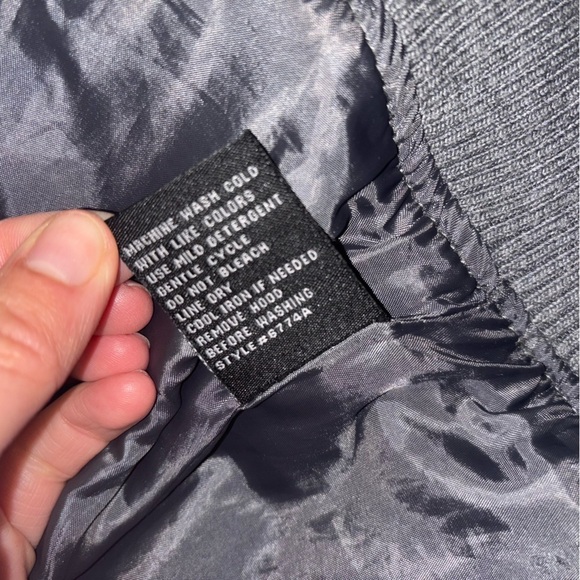 MACHINE WASH COLD
WITH LIKE COLORS
USE MILD DETERGENT
GENTLE CYCLE
DO NOT BLEACH
LINE DRY
COOL IRON IF NEEDED
REMOVE HOOD
BEFORE WASHING
STYLE #6774A